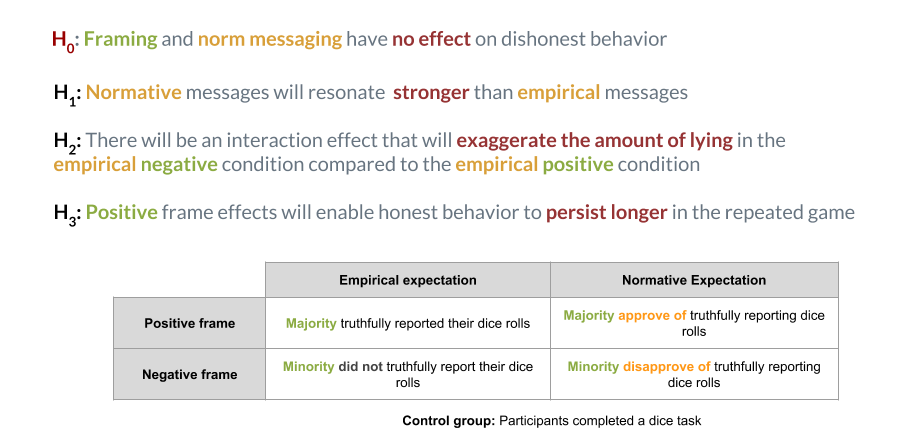 H0: Framing and norm messaging have no effect on dishonest behavior
H1: Normative messages will resonate stronger than empirical messages
H2: There will be an interaction effect that will exaggerate the amount of lying in the
empirical negative condition compared to the empirical positive condition
H3: Positive frame effects will enable honest behavior to persist longer in the repeated game
Empirical expectation
Normative Expectation
Positive frame
Majority truthfully reported their dice rolls
Majority approve of truthfully reporting dice
rolls
Negative frame
Minority did not truthfully report their dice
rolls
Minority disapprove of truthfully reporting
dice rolls
Control group: Participants completed a dice task